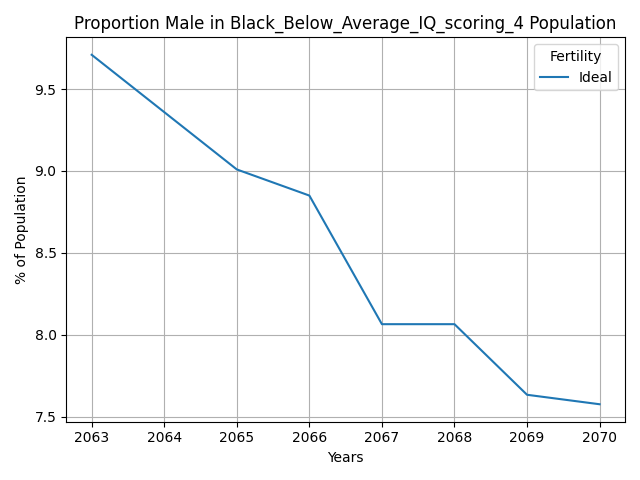 Proportion Male in Black_Below_Average_IQ_scoring_4 Population
Fertility
Ideal
% of Population
9.5
9.0
8.5
8.0
7.5
2063 2064 2065 2066 2067 2068 2069 2070
Years